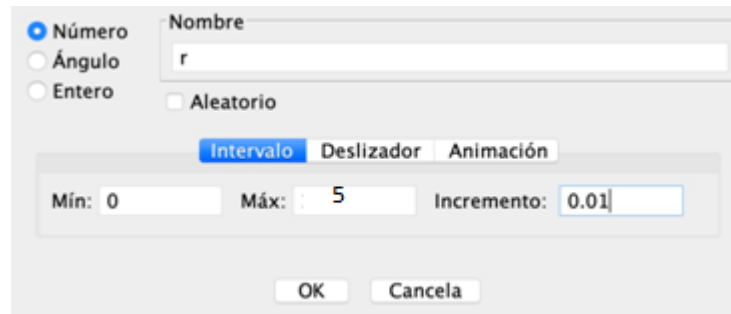 Número
Nombre
Ángulo
r
Entero
Aleatorio
Intervalo Deslizador Animación
Mín: 0 Máx: 5 Incremento: 0.01
OK Cancela